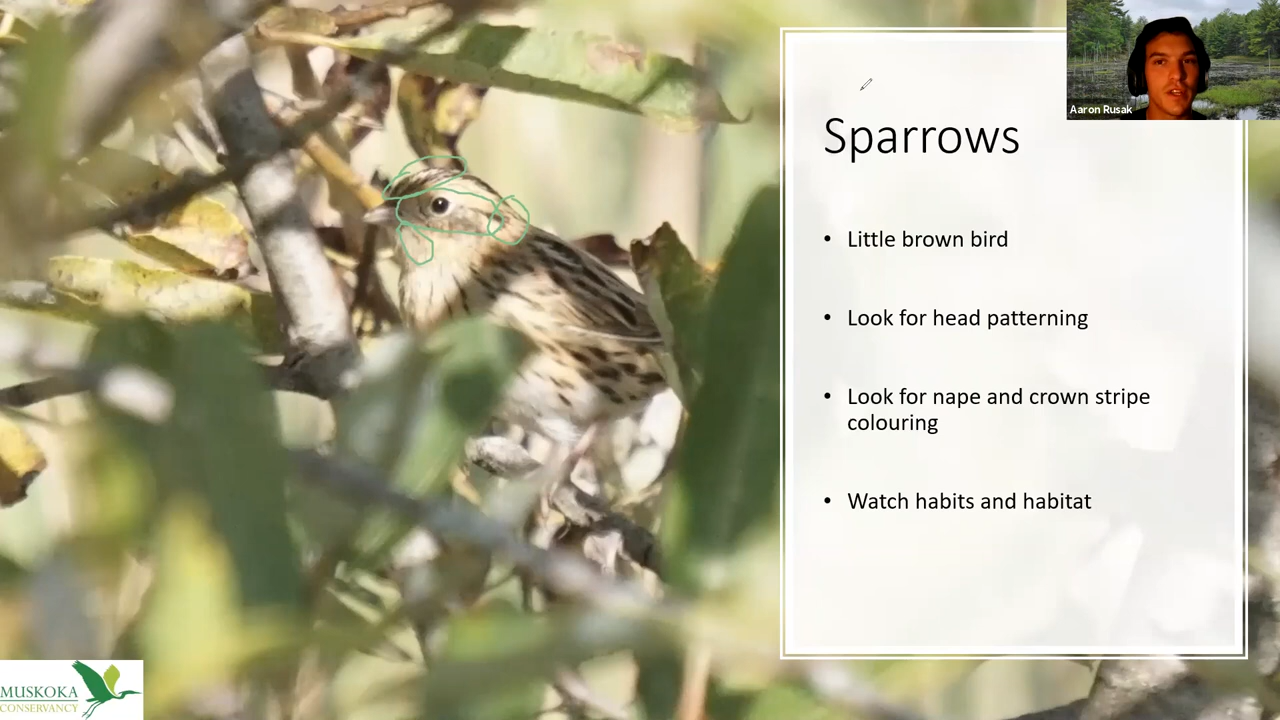 Aaron Rusak
Sparrows
• Little brown bird
• Look for head patterning
• Look for nape and crown stripe
colouring
• Watch habits and habitat
MUSKOKA
CONSERVANCY